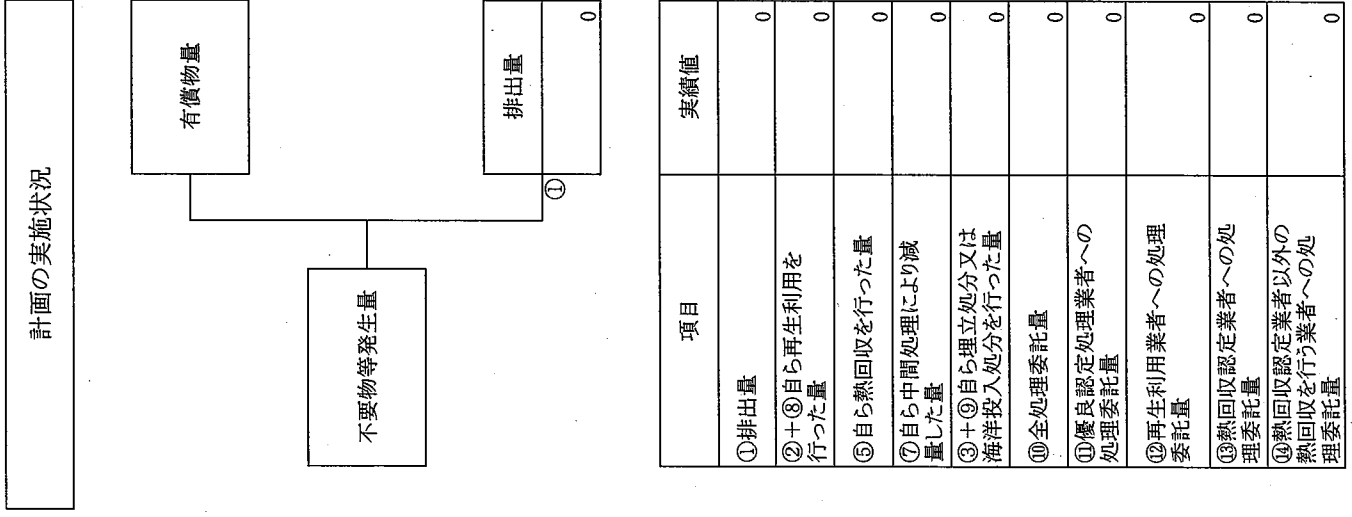 計画の実施状況
有償物量
不要物等発生量
排出量
①
0
項目
実績値
①排出量
0
②+⑧自ら再生利用を
行った量
0
⑤自ら熱回収を行った量
0
⑦自ら中間処理により減
量した量
0
③+⑨自ら埋立処分又は
海洋投入処分を行った量
0
⑩全処理委託量
0
⑪優良認定処理業者への
処理委託量
0
⑫再生利用業者への処理
委託量
0
⑬熱回収認定業者への処
理委託量
0
⑭熱回収認定業者以外の
熱回収を行う業者への処
理委託量
0